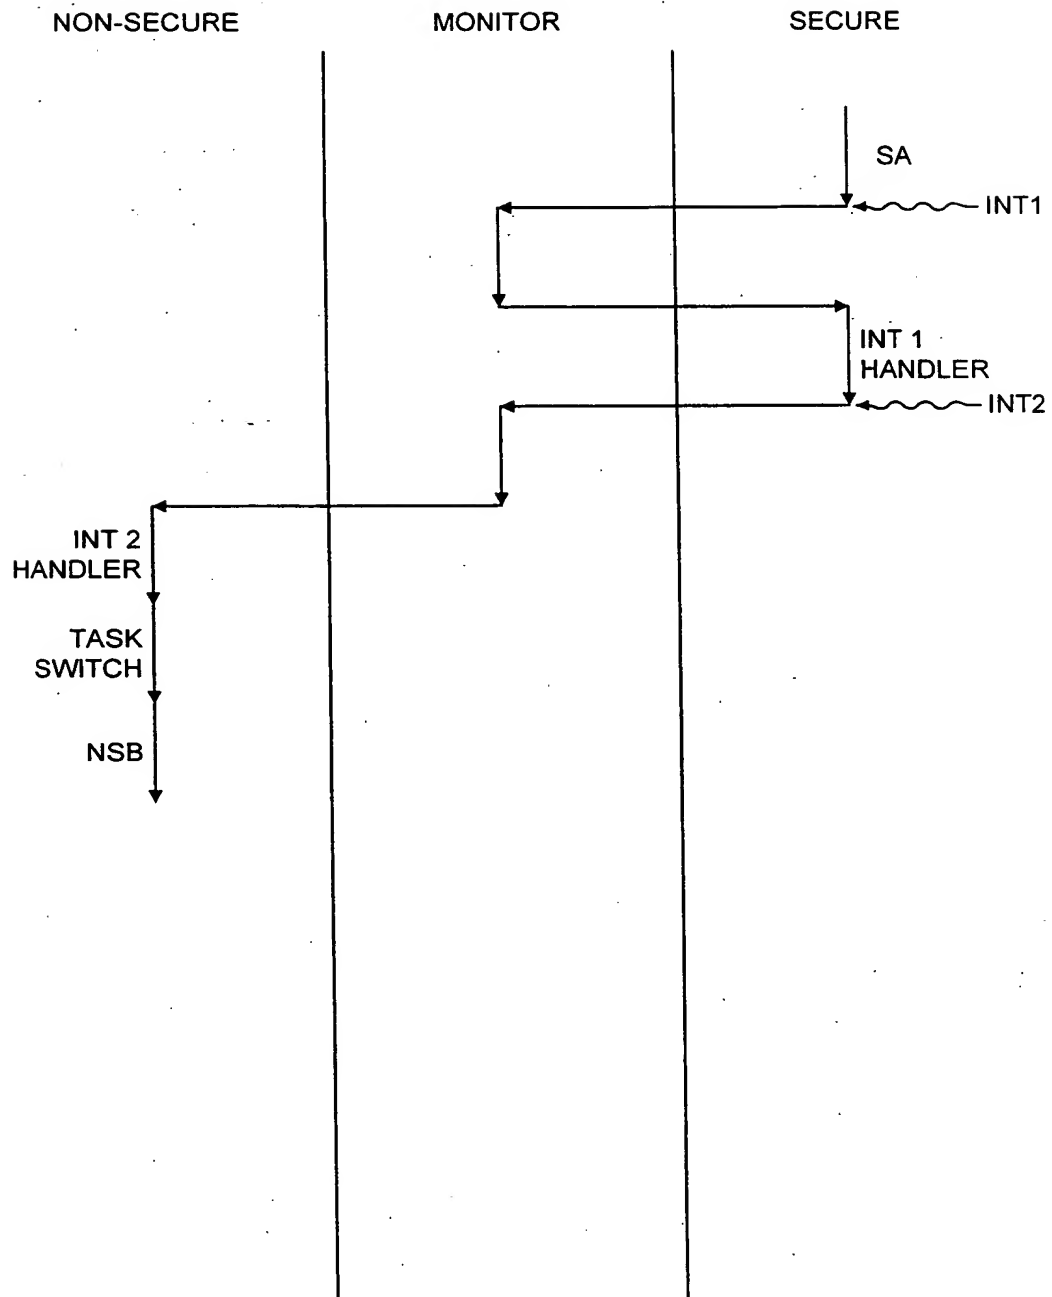 NON-SECURE
MONITOR
SECURE
SA
INT1
INT 1
HANDLER
INT2
INT 2
HANDLER
TASK
SWITCH
NSB